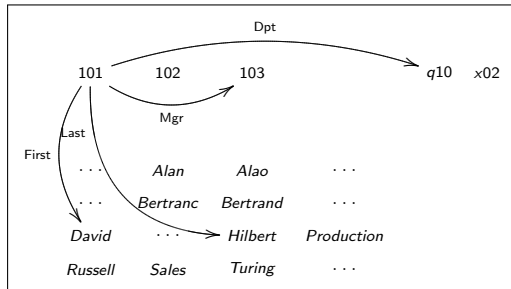 Dpt
101 102 103 q10 x02
Mgr
Last
First
··· Alan Alao ···
··· Bertranc Bertrand ···
David ··· Hilbert Production
Russell Sales Turing ···